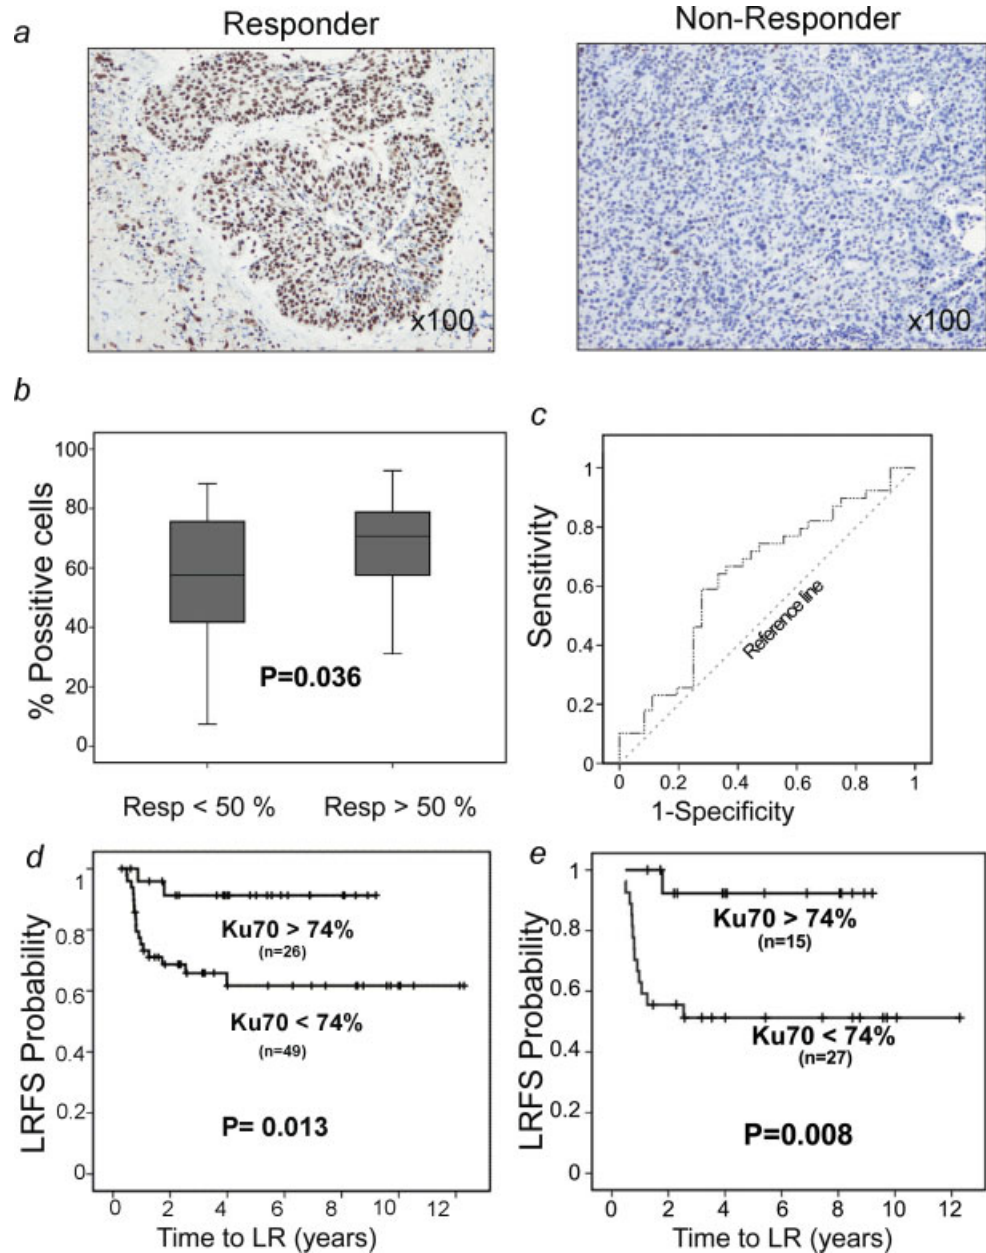 a
Responder
Non-Responder
x100
x100
b
100
80
60
40
20
0
% Possitive cells
P=0.036
Resp < 50 %
Resp > 50 %
c
1
0.8
0.6
0.4
0.2
0
Sensitivity
Reference line
0
0.2
0.4
0.6
0.8
1
1-Specificity
d
1
0.8
0.6
0.4
0.2
0
LRFS Probability
Ku70 > 74%
(n=26)
Ku70 < 74%
(n=49)
P= 0.013
0
2
4
6
8
10
12
Time to LR (years)
e
1
0.8
0.6
0.4
0.2
0
LRFS Probability
Ku70 > 74%
(n=15)
Ku70 < 74%
(n=27)
P=0.008
0
2
4
6
8
10
12
Time to LR (years)